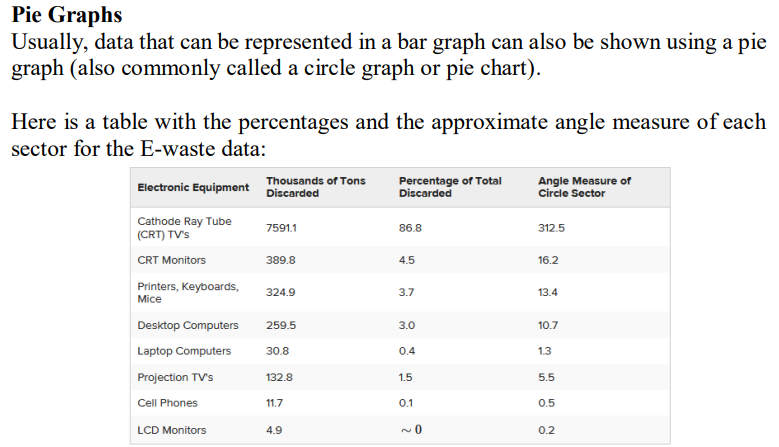 Pie Graphs
Usually, data that can be represented in a bar graph can also be shown using a pie
graph (also commonly called a circle graph or pie chart).
Here is a table with the percentages and the approximate angle measure of each
sector for the E-waste data:
Electronic Equipment Thousands of Tons Discarded Percentage of Total Discarded Angle Measure of Circle Sector
Cathode Ray Tube (CRT) TV's 7591.1 86.8 312.5
CRT Monitors 389.8 4.5 16.2
Printers, Keyboards, Mice 324.9 3.7 13.4
Desktop Computers 259.5 3.0 10.7
Laptop Computers 30.8 0.4 1.3
Projection TV's 132.8 1.5 5.5
Cell Phones 11.7 0.1 0.5
LCD Monitors 4.9 ~ 0 0.2